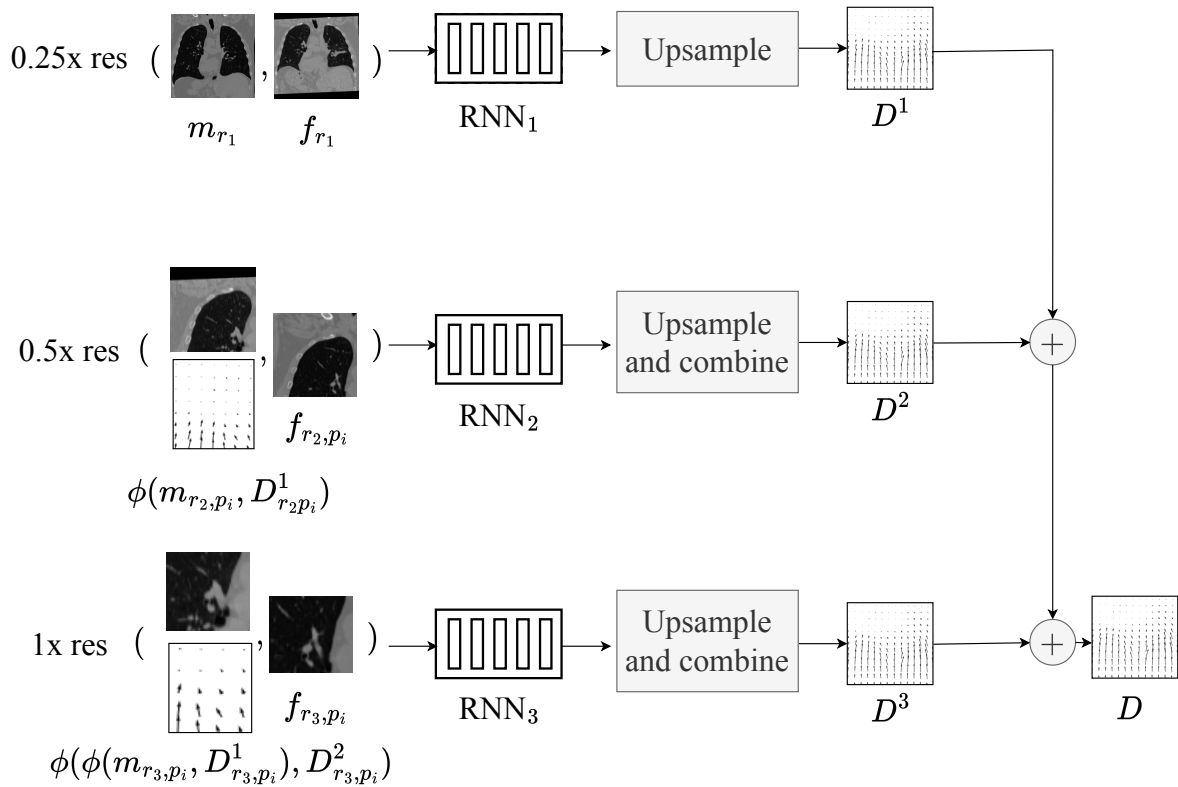 0.25x res ( , ) Upsample
m_{r_1} f_{r_1} RNN_1 D^1
0.5x res ( , ) Upsample
and combine +
f_{r_2,p_i} RNN_2 D^2
ϕ(m_{r_2,p_i}, D^1_{r_2p_i})
1x res ( , ) Upsample
and combine +
f_{r_3,p_i} RNN_3 D^3 D
ϕ(ϕ(m_{r_3,p_i}, D^1_{r_3,p_i}), D^2_{r_3,p_i})